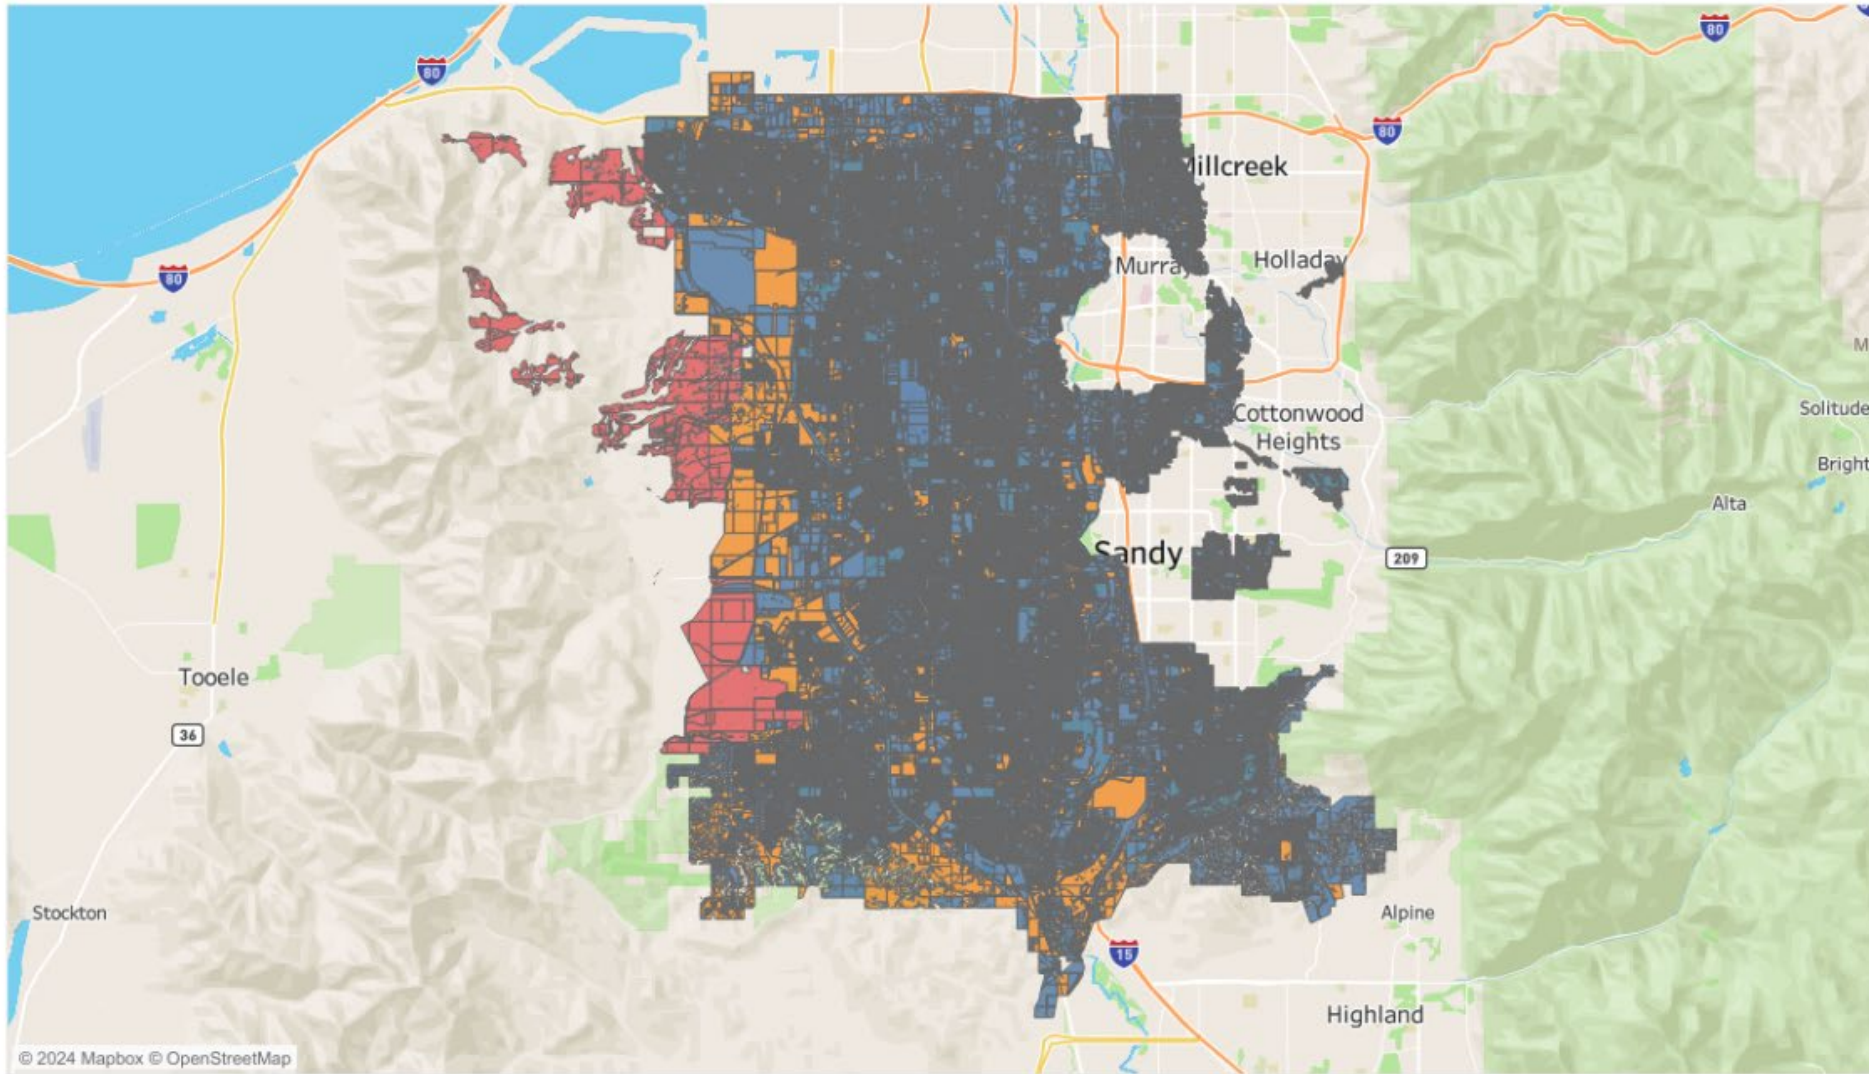 80
80
80
illcreek
80
Murray
Holladay
Cottonwood
Heights
Solitude
Bright
Alta
Sandy
209
Tooele
36
Stockton
Alpine
15
Highland
M
© 2024 Mapbox © OpenStreetMap